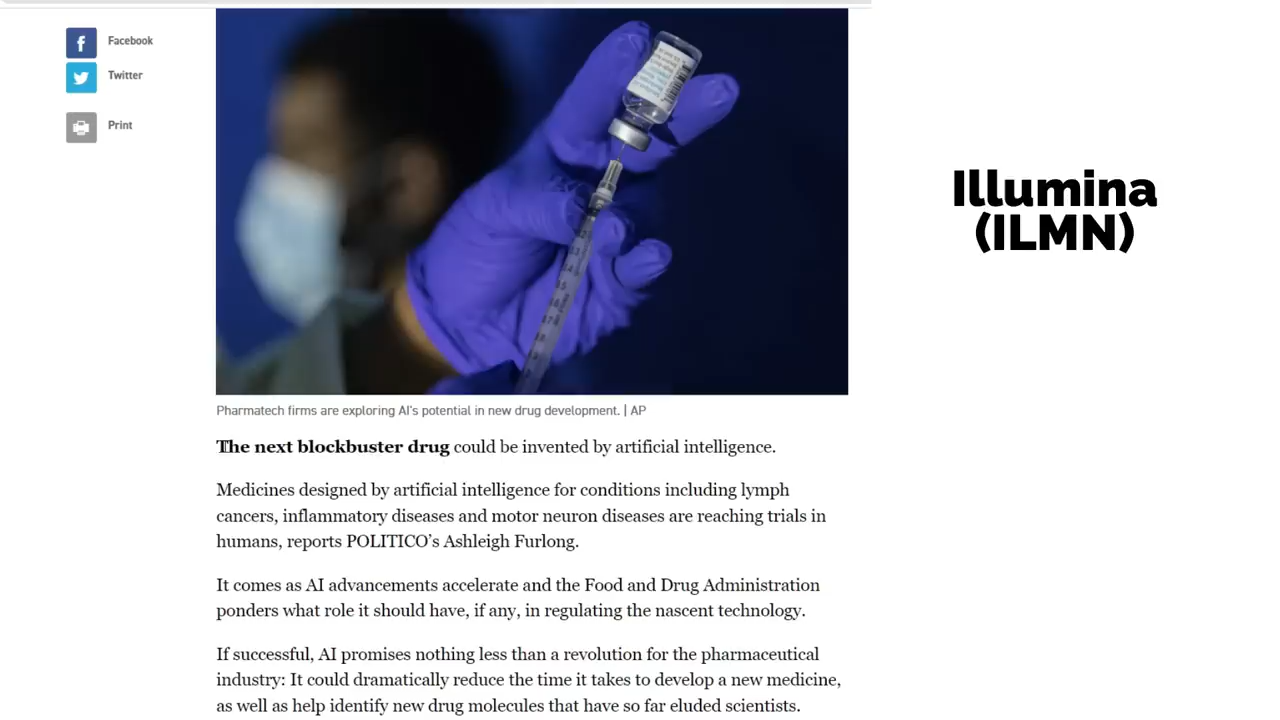 Facebook
Twitter
Print
Illumina
(ILMN)
Pharmatech firms are exploring AI's potential in new drug development. | AP
The next blockbuster drug could be invented by artificial intelligence.
Medicines designed by artificial intelligence for conditions including lymph
cancers, inflammatory diseases and motor neuron diseases are reaching trials in
humans, reports POLITICO’s Ashleigh Furlong.
It comes as AI advancements accelerate and the Food and Drug Administration
ponders what role it should have, if any, in regulating the nascent technology.
If successful, AI promises nothing less than a revolution for the pharmaceutical
industry: It could dramatically reduce the time it takes to develop a new medicine,
as well as help identify new drug molecules that have so far eluded scientists.